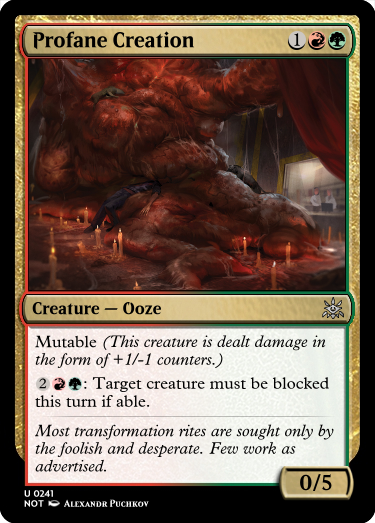 Profane Creation 1
Creature — Ooze
Mutable (This creature is dealt damage in
the form of +1/-1 counters.)
2: Target creature must be blocked
this turn if able.
Most transformation rites are sought only by
the foolish and desperate. Few work as
advertised.
0/5
U 0241
NOT Alexandr Puchkov